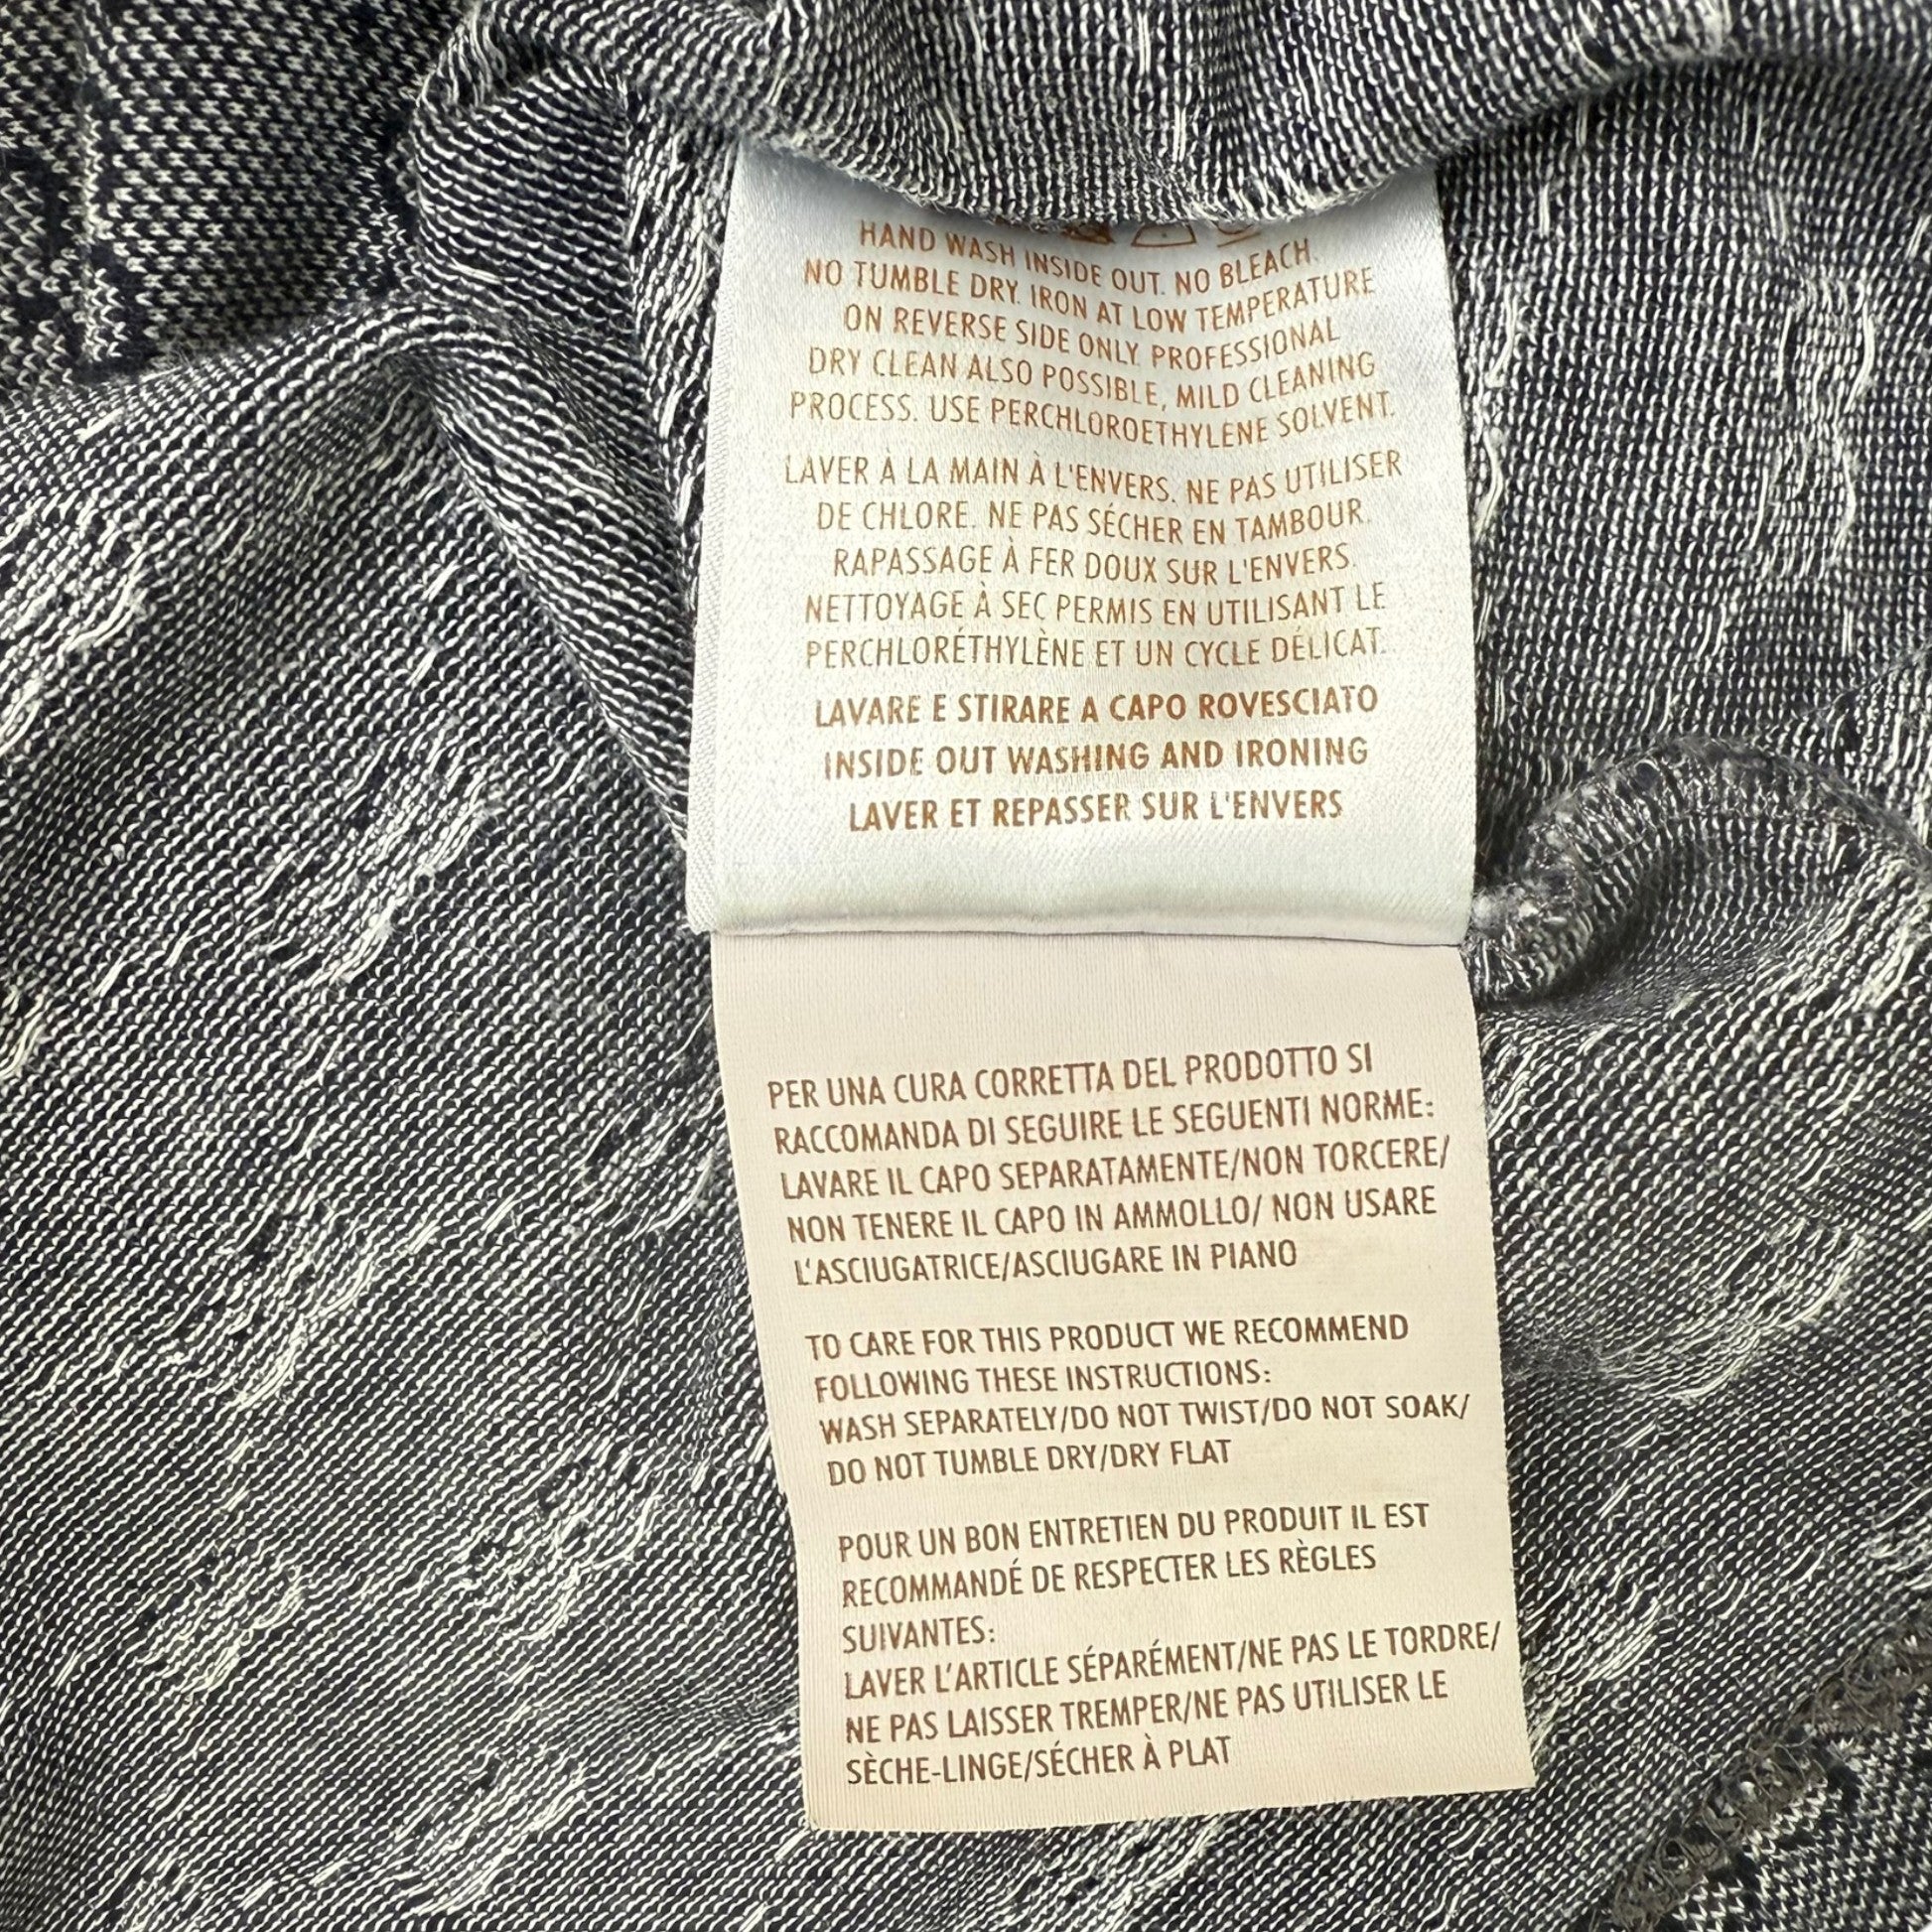 HAND WASH INSIDE OUT. NO BLEACH.
NO TUMBLE DRY. IRON AT LOW TEMPERATURE
ON REVERSE SIDE ONLY. PROFESSIONAL
DRY CLEAN ALSO POSSIBLE, MILD CLEANING
PROCESS. USE PERCHLOROETHYLENE SOLVENT.
LAVER À LA MAIN À L'ENVERS. NE PAS UTILISER
DE CHLORE. NE PAS SÉCHER EN TAMBOUR.
RAPASSAGE À FER DOUX SUR L'ENVERS.
NETTOYAGE À SEC PERMIS EN UTILISANT LE
PERCHLORÉTHYLÈNE ET UN CYCLE DÉLICAT.
LAVARE E STIRARE A CAPO ROVESCIATO
INSIDE OUT WASHING AND IRONING
LAVER ET REPASSER SUR L'ENVERS
PER UNA CURA CORRETTA DEL PRODOTTO SI
RACCOMANDA DI SEGUIRE LE SEGUENTI NORME:
LAVARE IL CAPO SEPARATAMENTE/NON TORCERE/
NON TENERE IL CAPO IN AMMOLLO/ NON USARE
L'ASCIUGATRICE/ASCIUGARE IN PIANO
TO CARE FOR THIS PRODUCT WE RECOMMEND
FOLLOWING THESE INSTRUCTIONS:
WASH SEPARATELY/DO NOT TWIST/DO NOT SOAK/
DO NOT TUMBLE DRY/DRY FLAT
POUR UN BON ENTRETIEN DU PRODUIT IL EST
RECOMMANDÉ DE RESPECTER LES RÈGLES
SUIVANTES:
LAVER L'ARTICLE SÉPARÉMENT/NE PAS LE TORDRE/
NE PAS LAISSER TREMPER/NE PAS UTILISER LE
SÈCHE-LINGE/SÉCHER À PLAT